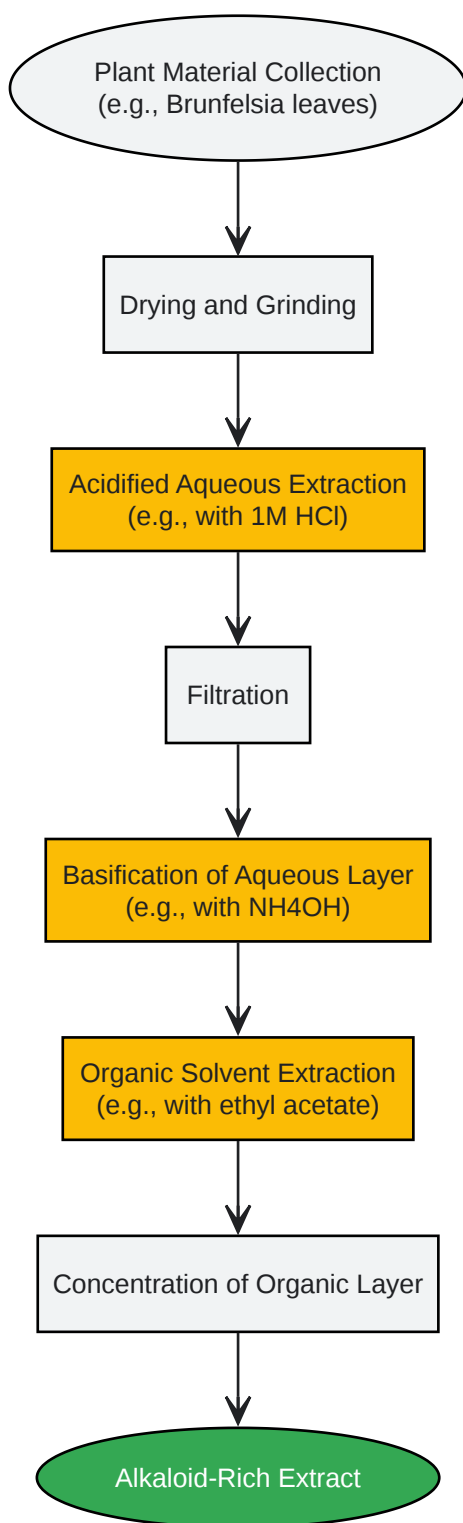 Plant Material Collection
(e.g., Brunfelsia leaves)
Drying and Grinding
Acidified Aqueous Extraction
(e.g., with 1M HCl)
Filtration
Basification of Aqueous Layer
(e.g., with NH4OH)
Organic Solvent Extraction
(e.g., with ethyl acetate)
Concentration of Organic Layer
Alkaloid-Rich Extract